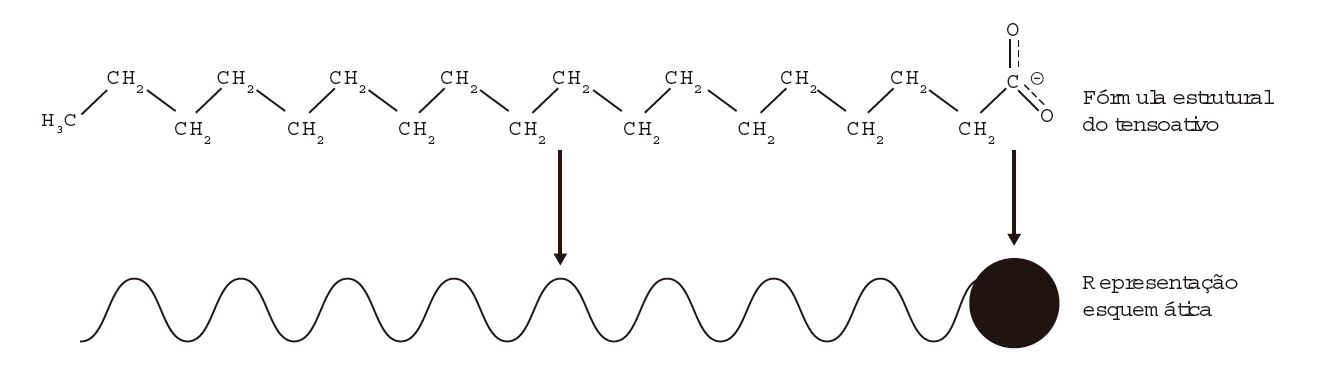 O
CH₂ CH₂ CH₂ CH₂ CH₂ CH₂ CH₂ CH₂ C ⊖
H₃C CH₂ CH₂ CH₂ CH₂ CH₂ CH₂ CH₂ CH₂ O
Fórmula estrutural
do tensoativo
Representação
esquemática